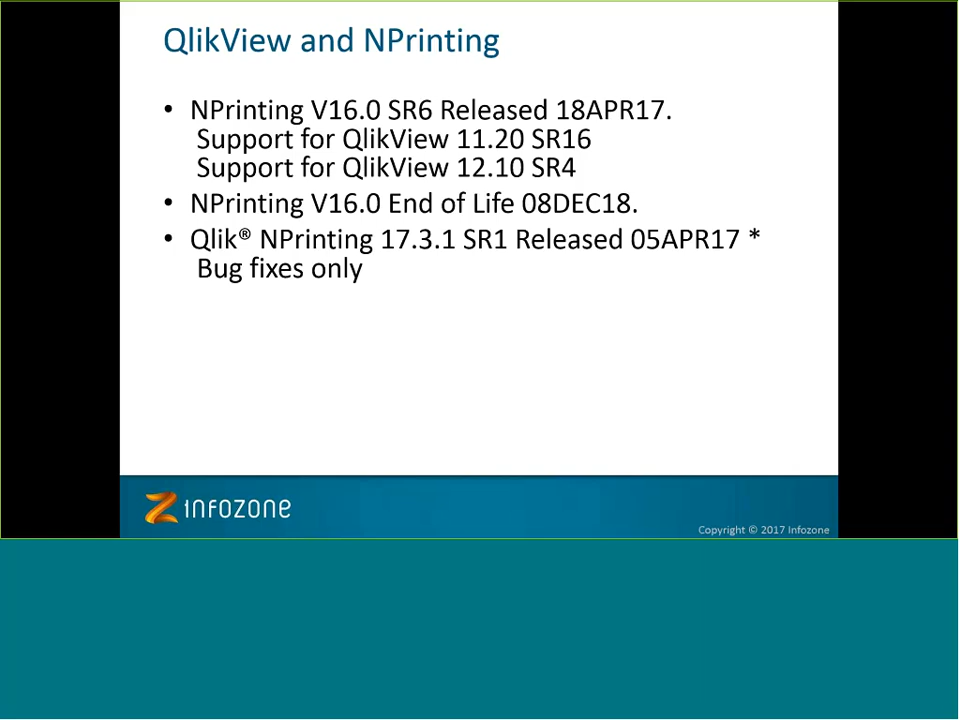 QlikView and NPrinting
• NPrinting V16.0 SR6 Released 18APR17.
Support for QlikView 11.20 SR16
Support for QlikView 12.10 SR4
• NPrinting V16.0 End of Life 08DEC18.
• Qlik® NPrinting 17.3.1 SR1 Released 05APR17 *
Bug fixes only
infozone
Copyright © 2017 Infozone